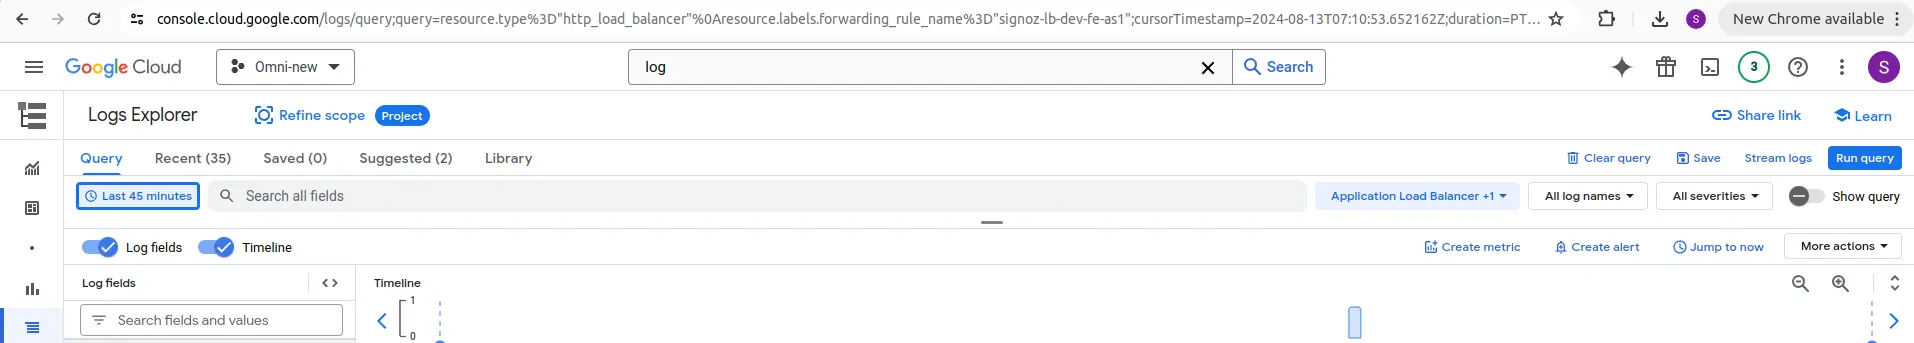 console.cloud.google.com/logs/query;query=resource.type%3D"http_load_balancer"%0Aresource.labels.forwarding_rule_name%3D"signoz-lb-dev-fe-as1";cursorTimestamp=2024-08-13T07:10:53.652162Z;duration=PT... S New Chrome available
Google Cloud Omni-new log Search 3 S
Logs Explorer Refine scope Project Share link Learn
Query Recent (35) Saved (0) Suggested (2) Library Clear query Save Stream logs Run query
Last 45 minutes Search all fields Application Load Balancer +1 All log names All severities Show query
Log fields Timeline Create metric Create alert Jump to now More actions
Log fields Timeline
1
Search fields and values
0